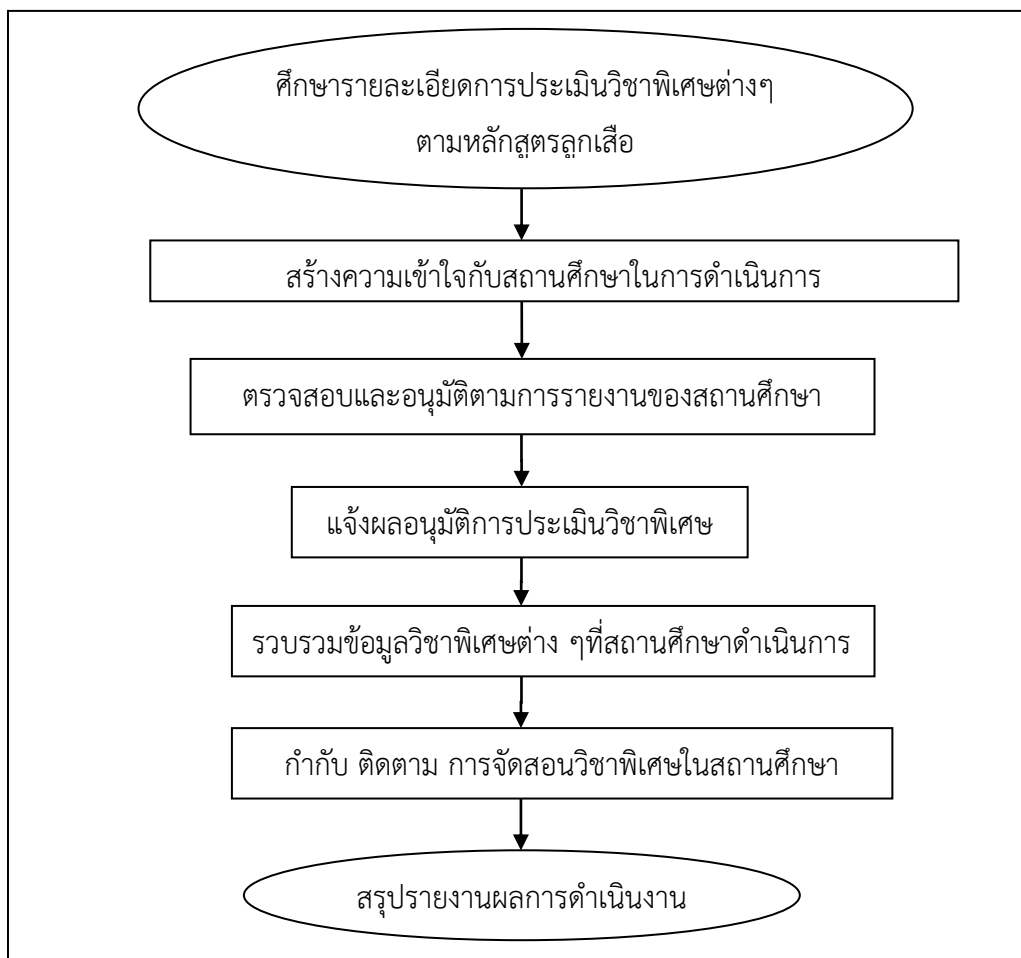 ศึกษารายละเอียดการประเมินวิชาพิเศษต่างๆ
ตามหลักสูตรลูกเสือ
สร้างความเข้าใจกับสถานศึกษาในการดำเนินการ
ตรวจสอบและอนุมัติตามการรายงานของสถานศึกษา
แจ้งผลอนุมัติการประเมินวิชาพิเศษ
รวบรวมข้อมูลวิชาพิเศษต่าง ๆที่สถานศึกษาดำเนินการ
กำกับ ติดตาม การจัดสอนวิชาพิเศษในสถานศึกษา
สรุปรายงานผลการดำเนินงาน